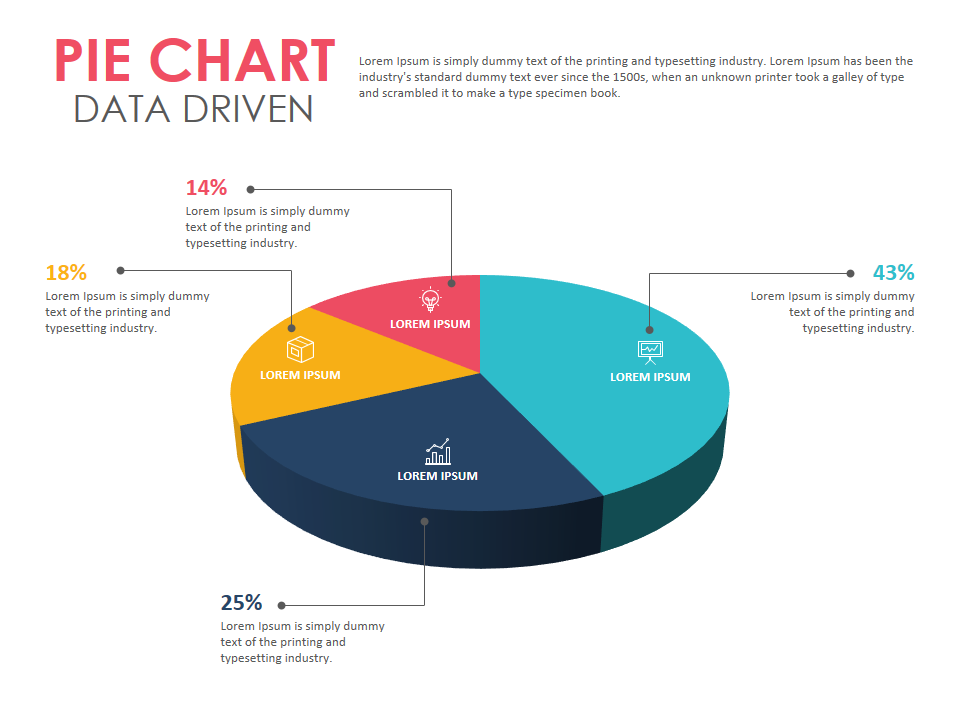 PIE CHART
DATA DRIVEN
Lorem Ipsum is simply dummy text of the printing and typesetting industry. Lorem Ipsum has been the
industry's standard dummy text ever since the 1500s, when an unknown printer took a galley of type
and scrambled it to make a type specimen book.
14%
Lorem Ipsum is simply dummy
text of the printing and
typesetting industry.
18%
Lorem Ipsum is simply dummy
text of the printing and
typesetting industry.
43%
Lorem Ipsum is simply dummy
text of the printing and
typesetting industry.
LOREM IPSUM
LOREM IPSUM
LOREM IPSUM
LOREM IPSUM
25%
Lorem Ipsum is simply dummy
text of the printing and
typesetting industry.